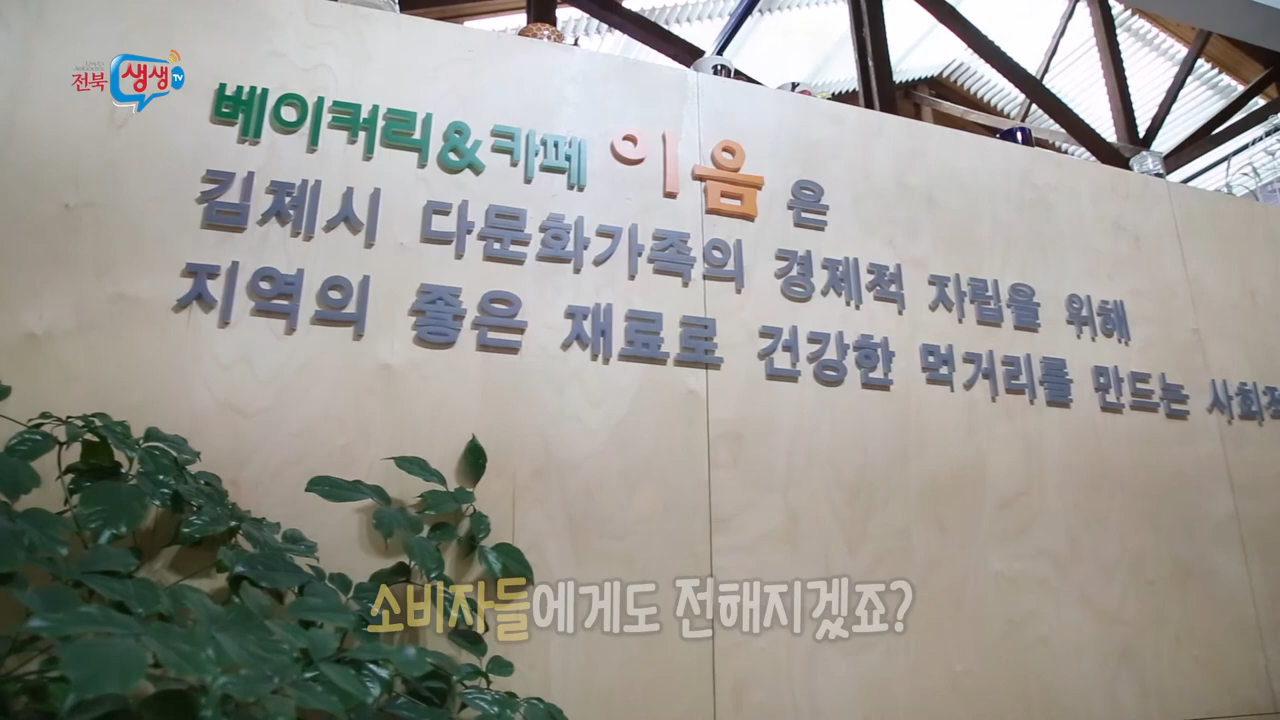 전북 생생 TV
베이커리&카페 이음은
김제시 다문화가족의 경제적 자립을 위해
지역의 좋은 재료로 건강한 먹거리를 만드는 사회적
소비자들에게도 전해지겠죠?